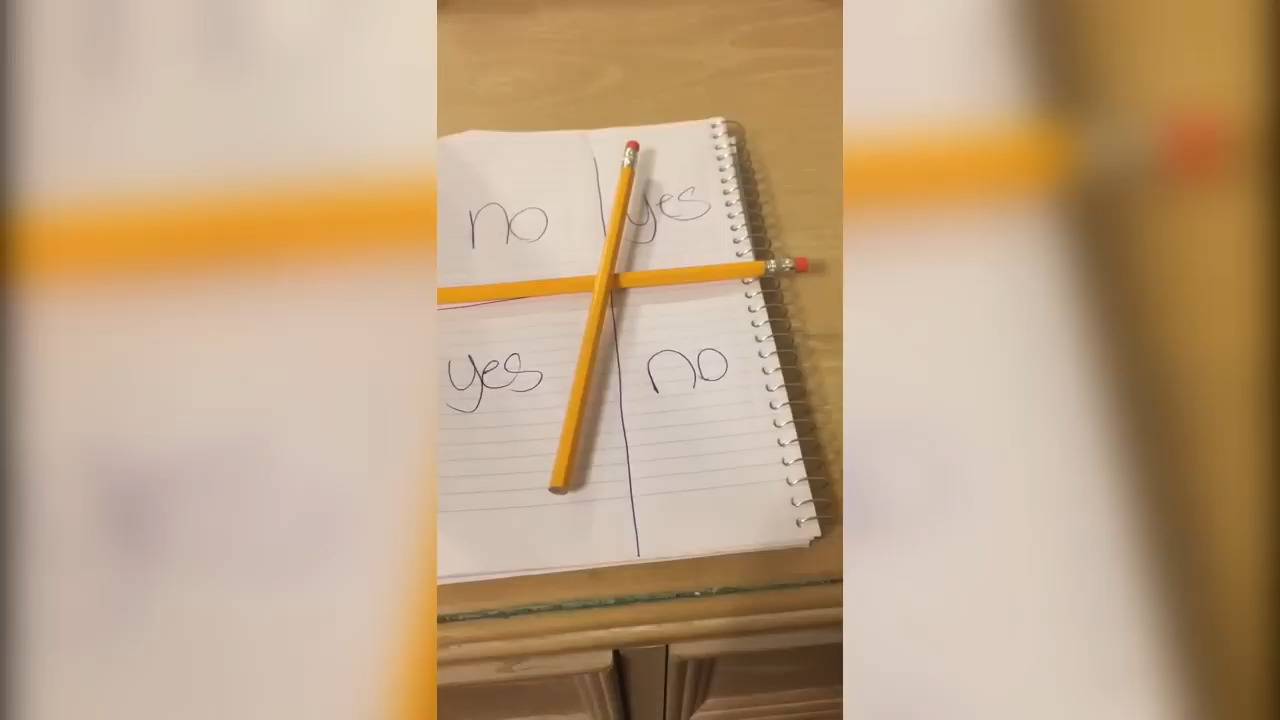 no yes
yes no